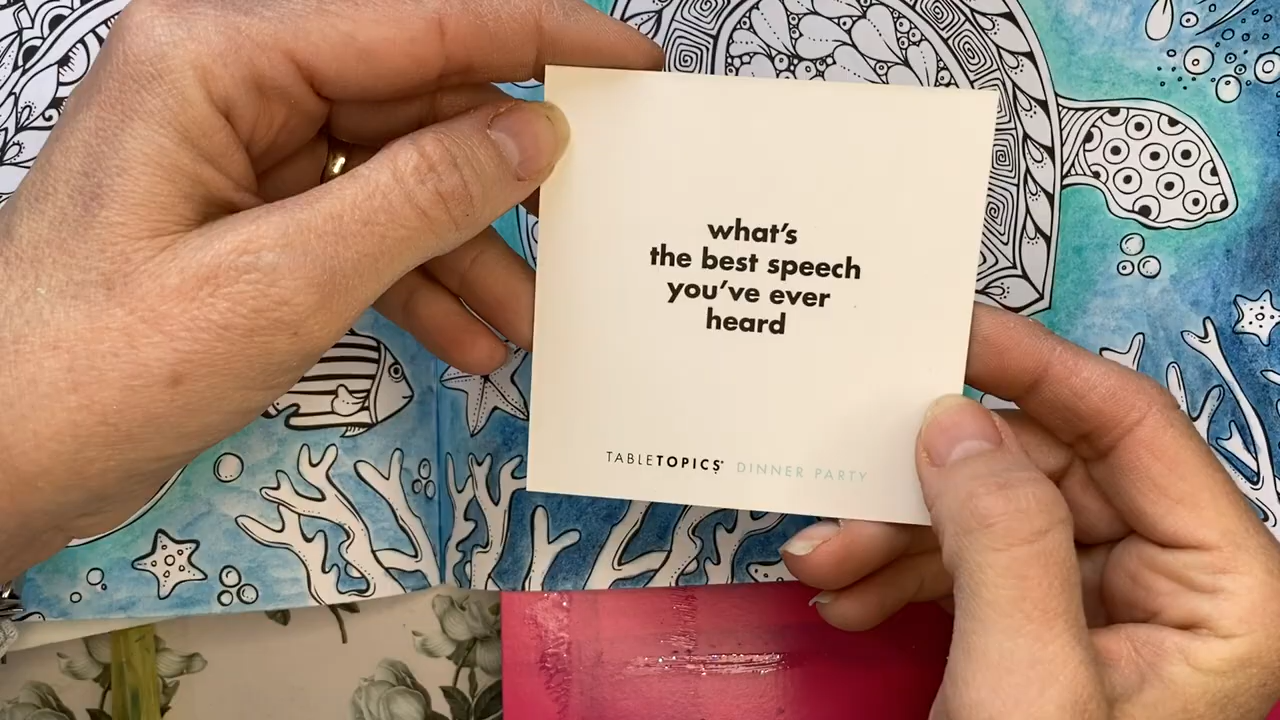 what's
the best speech
you've ever
heard
TABLETOPICS® DINNER PARTY